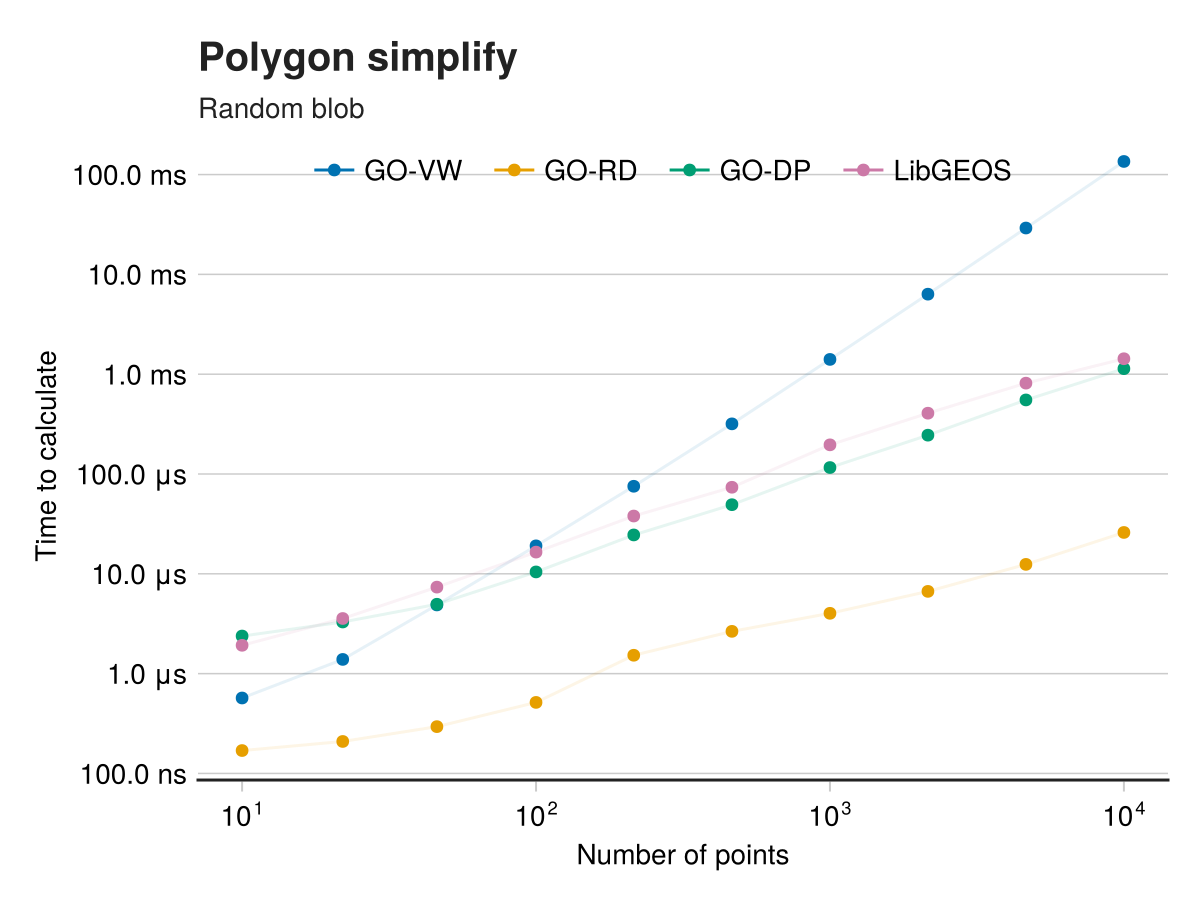 Polygon simplify
Random blob
GO-VW GO-RD GO-DP LibGEOS
100.0 ms
10.0 ms
1.0 ms
100.0 µs
10.0 µs
1.0 µs
100.0 ns
Time to calculate
10¹ 10² 10³ 10⁴
Number of points